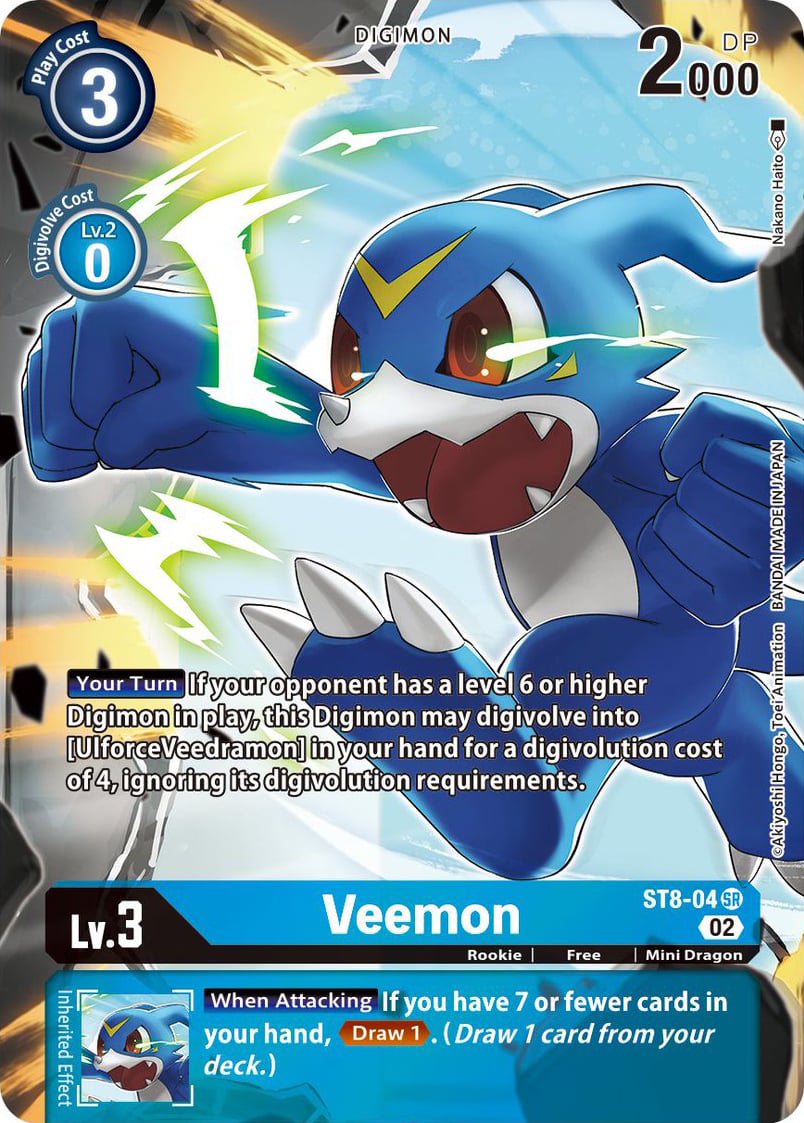 DIGIMON
Play Cost
3
DP
2000
Digivolve Cost
Lv.2
0
Nakano Haito
Your Turn If your opponent has a level 6 or higher
Digimon in play, this Digimon may digivolve into
[UlforceVeedramon] in your hand for a digivolution cost
of 4, ignoring its digivolution requirements.
©Akiyoshi Hongo, Toei Animation BANDAI MADE IN JAPAN
Lv.3
Veemon
ST8-04 SR
02
Rookie | Free | Mini Dragon
Inherited Effect
When Attacking If you have 7 or fewer cards in
your hand, Draw 1. (Draw 1 card from your
deck.)